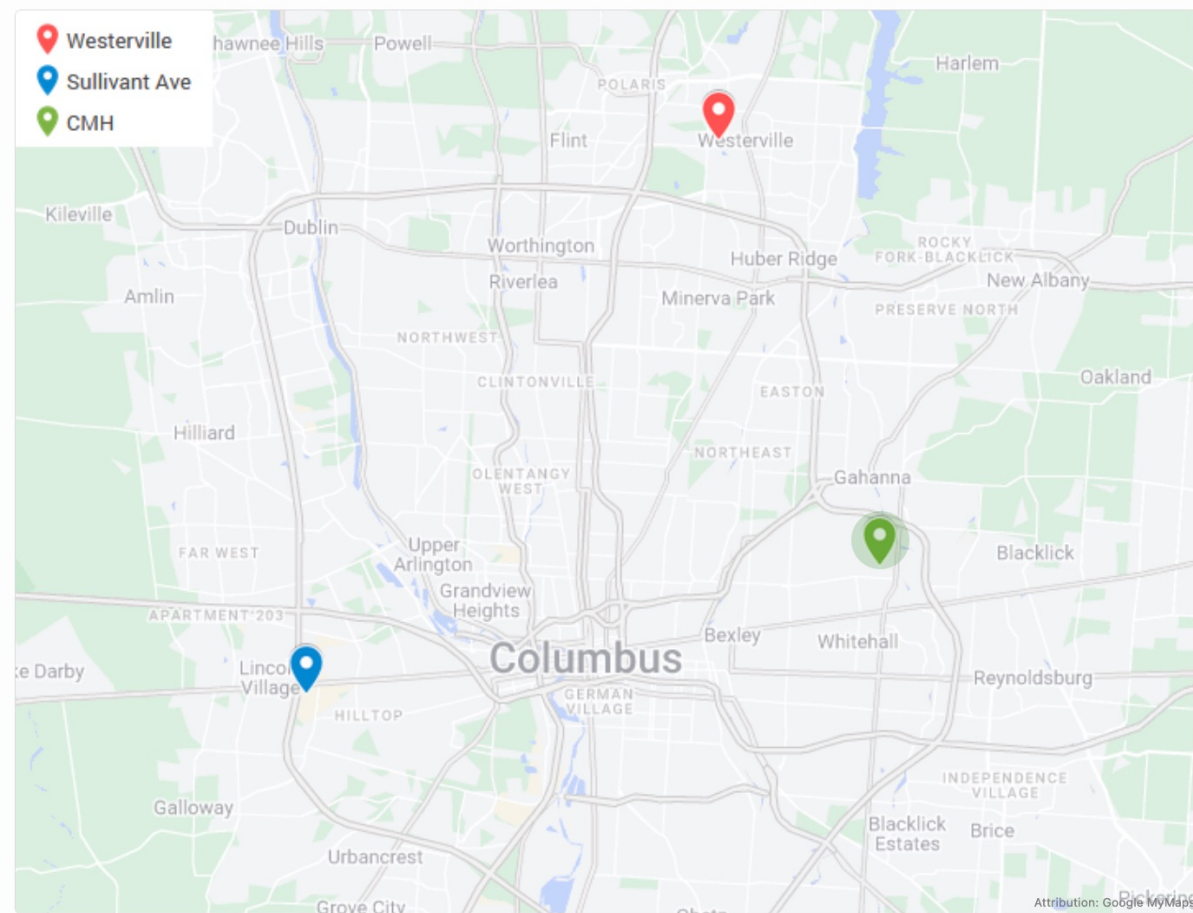 Westerville
Sullivant Ave
CMH
hawnee Hills
Powell
POLARIS
Harlem
Flint
Westerville
Kileville
Dublin
Worthington
Huber Ridge
ROCKY
FORK-BLACKLICK
Riverlea
New Albany
Amlin
Minerva Park
PRESERVE NORTH
NORTHWEST
CLINTONVILLE
EASTON
Oakland
Hilliard
NORTHEAST
OLENTANGY
WEST
Gahanna
FAR WEST
Upper
Arlington
Blacklick
Grandview
Heights
APARTMENT'203
Bexley
Whitehall
Columbus
ke Darby
Lincol
Village
Reynoldsburg
GERMAN
VILLAGE
HILLTOP
INDEPENDENCE
VILLAGE
Galloway
Blacklick
Estates
Brice
Urbancrest
Grove City
Attribution: Google MyMaps